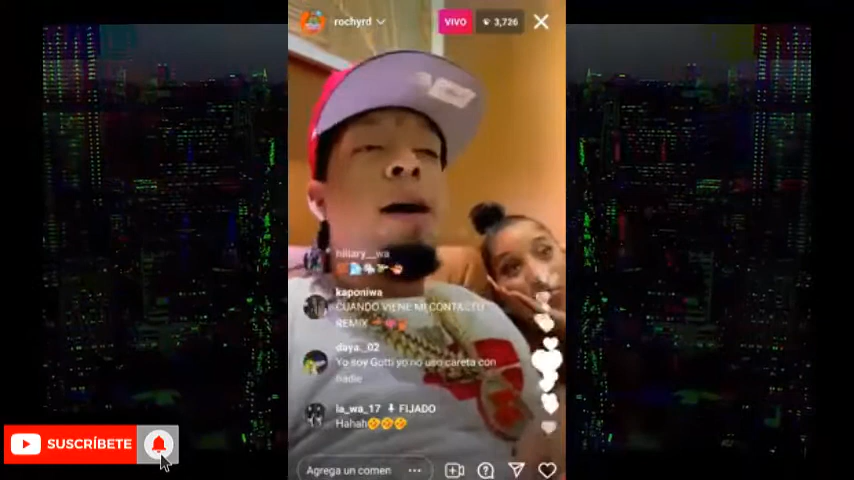 rochyrd
VIVO
3,726
hillary__wa
kaponiwa
CUANDO VIENE MI CONTACTO
REMIX
daya._02
Yo soy Gotti yo no uso careta con
nadie
la_wa_17 FIJADO
Hahah
Agrega un comen
SUSCRÍBETE